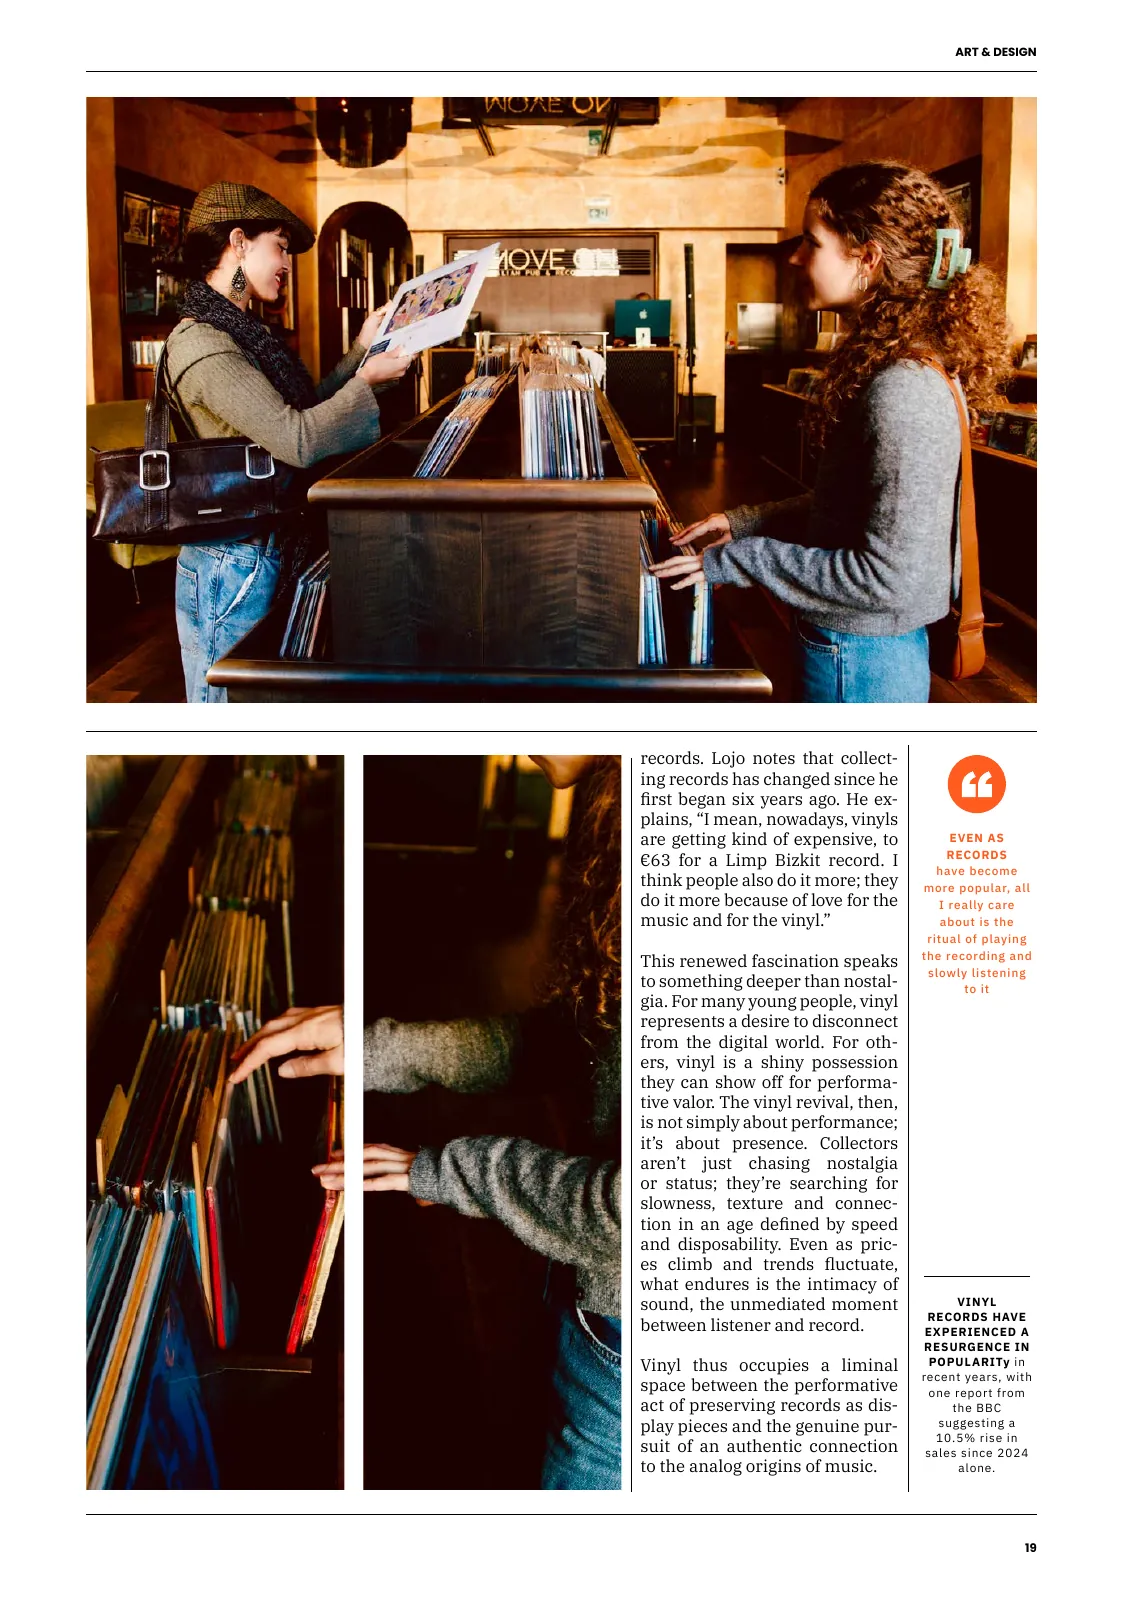 ART & DESIGN
MOVE ON
MOVE ON
records. Lojo notes that collect-
ing records has changed since he
first began six years ago. He ex-
plains, “I mean, nowadays, vinyls
are getting kind of expensive, to
€63 for a Limp Bizkit record. I
think people also do it more; they
do it more because of love for the
music and for the vinyl.”
This renewed fascination speaks
to something deeper than nostal-
gia. For many young people, vinyl
represents a desire to disconnect
from the digital world. For oth-
ers, vinyl is a shiny possession
they can show off for performa-
tive valor. The vinyl revival, then,
is not simply about performance;
it’s about presence. Collectors
aren’t just chasing nostalgia
or status; they’re searching for
slowness, texture and connec-
tion in an age defined by speed
and disposability. Even as pric-
es climb and trends fluctuate,
what endures is the intimacy of
sound, the unmediated moment
between listener and record.
Vinyl thus occupies a liminal
space between the performative
act of preserving records as dis-
play pieces and the genuine pur-
suit of an authentic connection
to the analog origins of music.
EVEN AS
RECORDS
have become
more popular, all
I really care
about is the
ritual of playing
the recording and
slowly listening
to it
VINYL
RECORDS HAVE
EXPERIENCED A
RESURGENCE IN
POPULARITy in
recent years, with
one report from
the BBC
suggesting a
10.5% rise in
sales since 2024
alone.
19